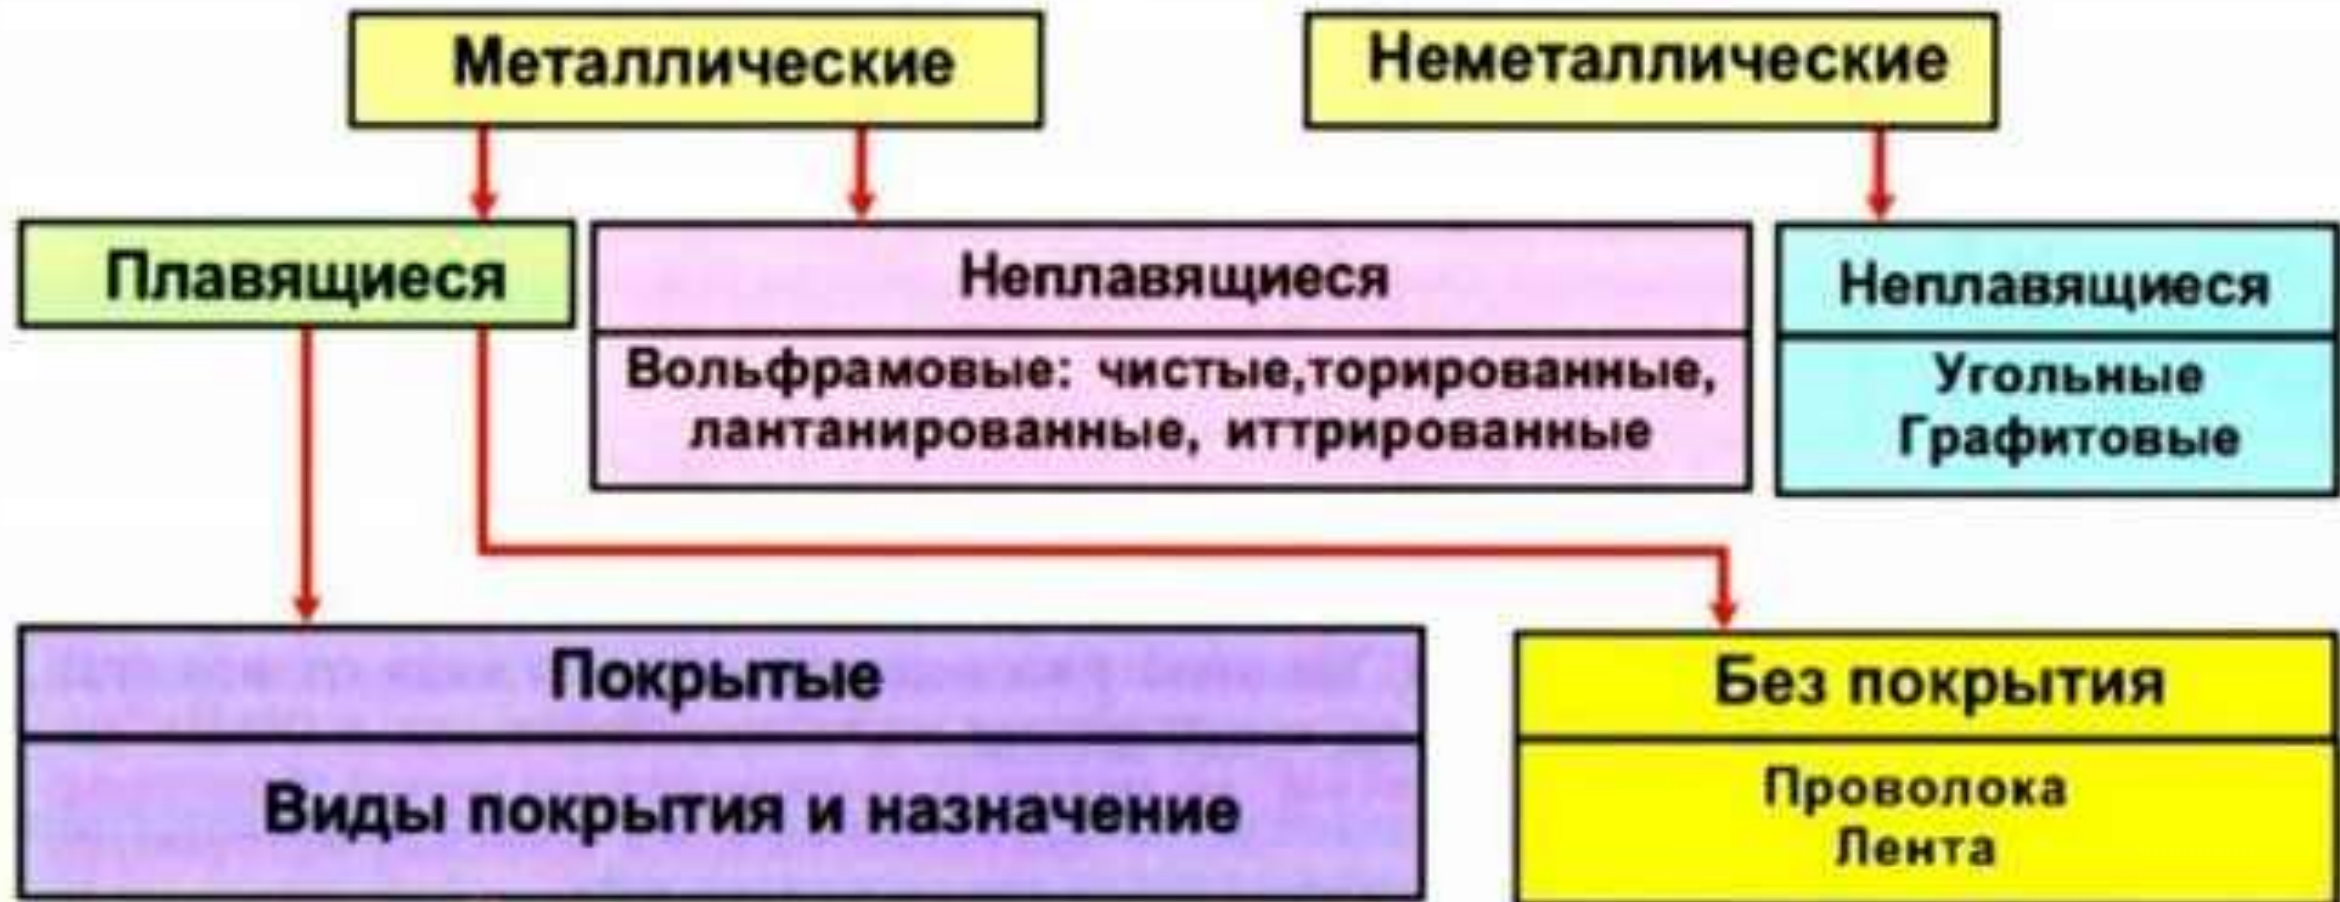 Металлические
Неметаллические
Плавящиеся
Неплавящиеся
Вольфрамовые: чистые,торированные,
лантанированные, иттрированные
Неплавящиеся
Угольные
Графитовые
Покрытые
Виды покрытия и назначение
Без покрытия
Проволока
Лента